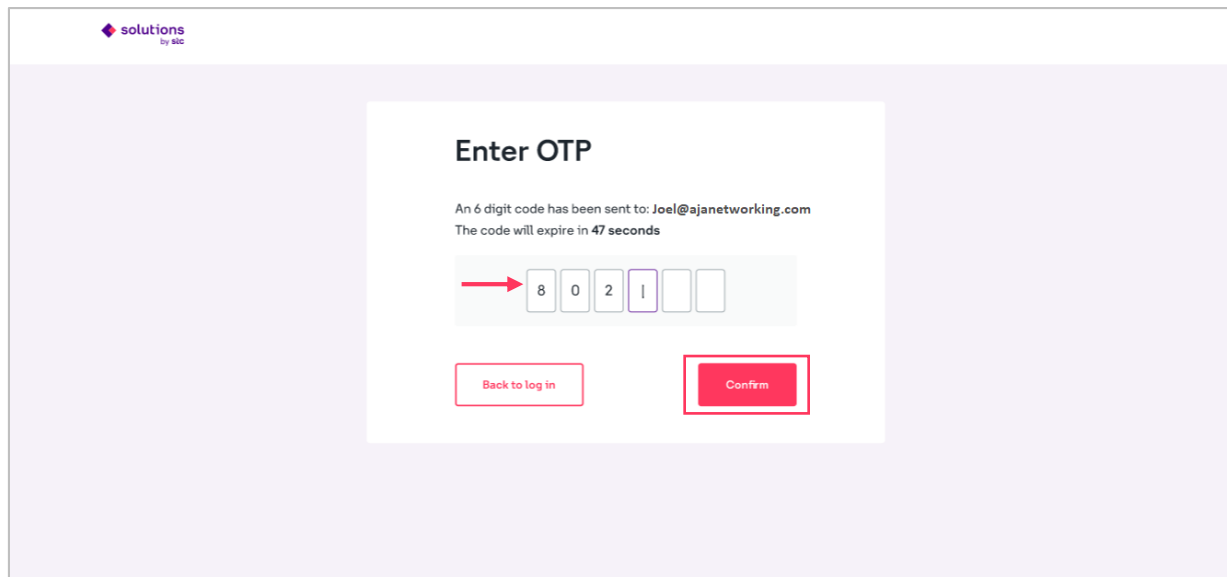 solutions
by stc
Enter OTP
An 6 digit code has been sent to: Joel@ajanetworking.com
The code will expire in 47 seconds
8 0 2
Back to log in
Confirm